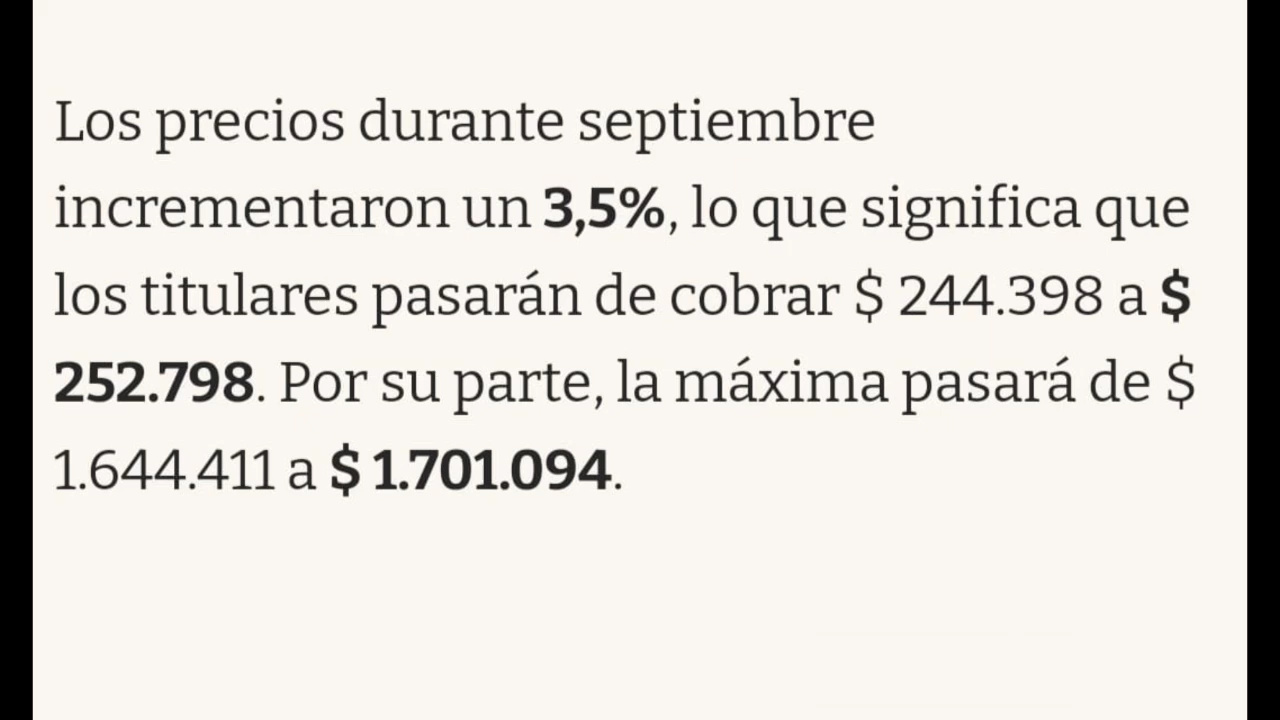 Los precios durante septiembre
incrementaron un 3,5%, lo que significa que
los titulares pasarán de cobrar $ 244.398 a $
252.798. Por su parte, la máxima pasará de $
1.644.411 a $ 1.701.094.